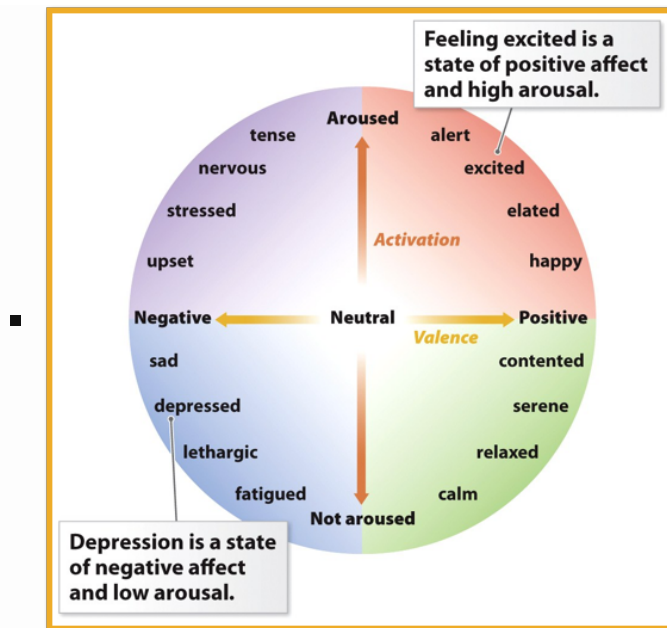 Feeling excited is a
state of positive affect
and high arousal.
Aroused
tense
alert
nervous
excited
stressed
elated
Activation
upset
happy
Negative
Neutral
Positive
Valence
sad
contented
depressed
serene
lethargic
relaxed
fatigued
calm
Not aroused
Depression is a state
of negative affect
and low arousal.